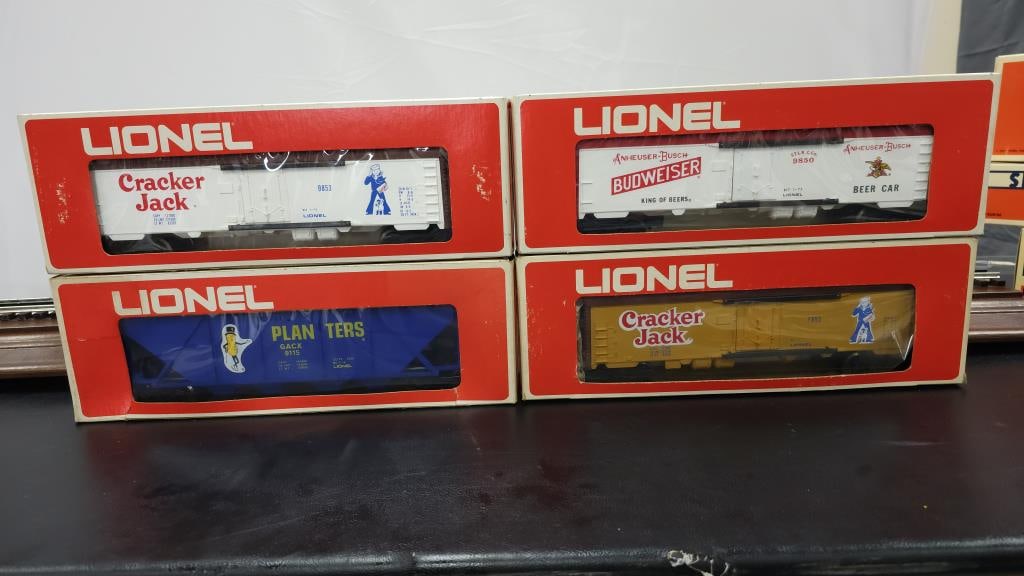 LIONEL
Cracker
Jack
9853
LIONEL
LIONEL
ANHEUSER-BUSCH
BUDWEISER
KING OF BEERS
9850
LIONEL
ANHEUSER-BUSCH
BEER CAR
LIONEL
PLANTERS
GACX
9115
LIONEL
LIONEL
Cracker
Jack
LIONEL